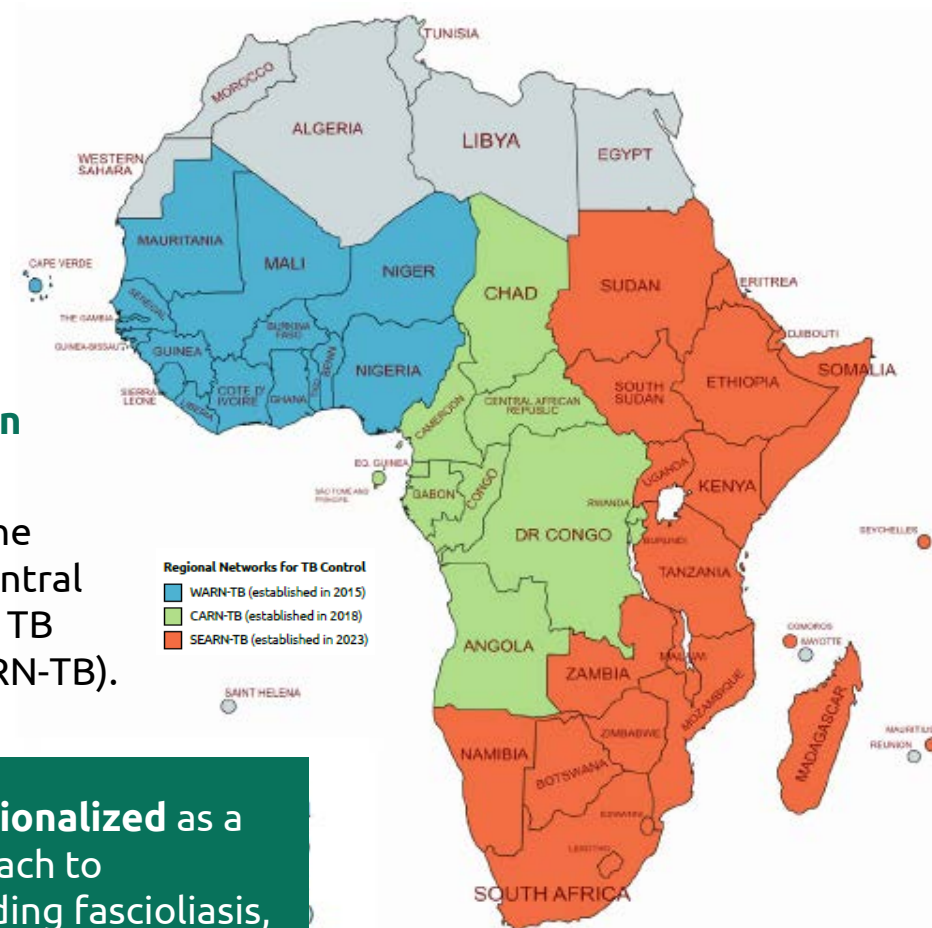 TUNISIA
MOROCCO
ALGERIA
LIBYA
EGYPT
WESTERN
SAHARA
MAURITANIA
MALI
NIGER
CHAD
SUDAN
ERITREA
CAPE VERDE
SENEGAL
THE GAMBIA
GUINEA-BISSAU
GUINEA
BURKINA
FASO
BENIN
NIGERIA
DJIBOUTI
SOMALIA
ETHIOPIA
SOUTH
SUDAN
SIERRA
LEONE
LIBERIA
COTE D'
IVOIRE
GHANA
TOGO
CAMEROON
CENTRAL AFRICAN
REPUBLIC
n
EQ. GUINEA
SAO TOME AND
PRINCIPE
GABON
CONGO
UGANDA
KENYA
RWANDA
DR CONGO
BURUNDI
TANZANIA
SEYCHELLES
ne
ntral
TB
RN-TB).
Regional Networks for TB Control
WARN-TB (established in 2015)
CARN-TB (established in 2018)
SEARN-TB (established in 2023)
COMOROS
MAYOTTE
ANGOLA
ZAMBIA
MALAWI
MOZAMBIQUE
SAINT HELENA
ZIMBABWE
MADAGASCAR
MAURITIUS
REUNION
NAMIBIA
BOTSWANA
ESWATINI
LESOTHO
SOUTH AFRICA
ionalized as a
ach to
ding fascioliasis,